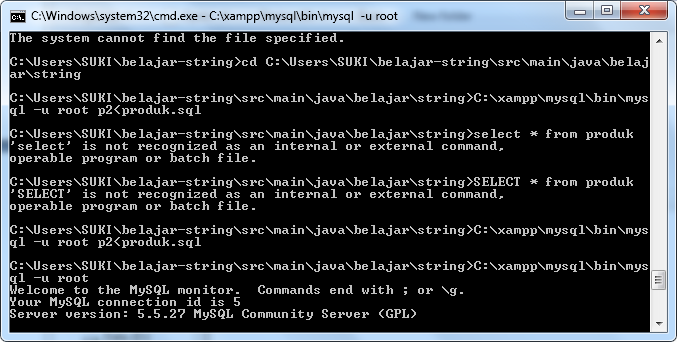 C:\Windows\system32\cmd.exe - C:\xampp\mysql\bin\mysql -u root
The system cannot find the file specified.
C:\Users\SUKI\belajar-string>cd C:\Users\SUKI\belajar-string\src\main\java\belaj
ar\string
C:\Users\SUKI\belajar-string\src\main\java\belajar\string>C:\xampp\mysql\bin\mys
ql -u root p2<produk.sql
C:\Users\SUKI\belajar-string\src\main\java\belajar\string>select * from produk
'select' is not recognized as an internal or external command,
operable program or batch file.
C:\Users\SUKI\belajar-string\src\main\java\belajar\string>SELECT * from produk
'SELECT' is not recognized as an internal or external command,
operable program or batch file.
C:\Users\SUKI\belajar-string\src\main\java\belajar\string>C:\xampp\mysql\bin\mys
ql -u root p2<produk.sql
C:\Users\SUKI\belajar-string\src\main\java\belajar\string>C:\xampp\mysql\bin\mys
ql -u root
Welcome to the MySQL monitor.  Commands end with ; or \g.
Your MySQL connection id is 5
Server version: 5.5.27 MySQL Community Server (GPL)